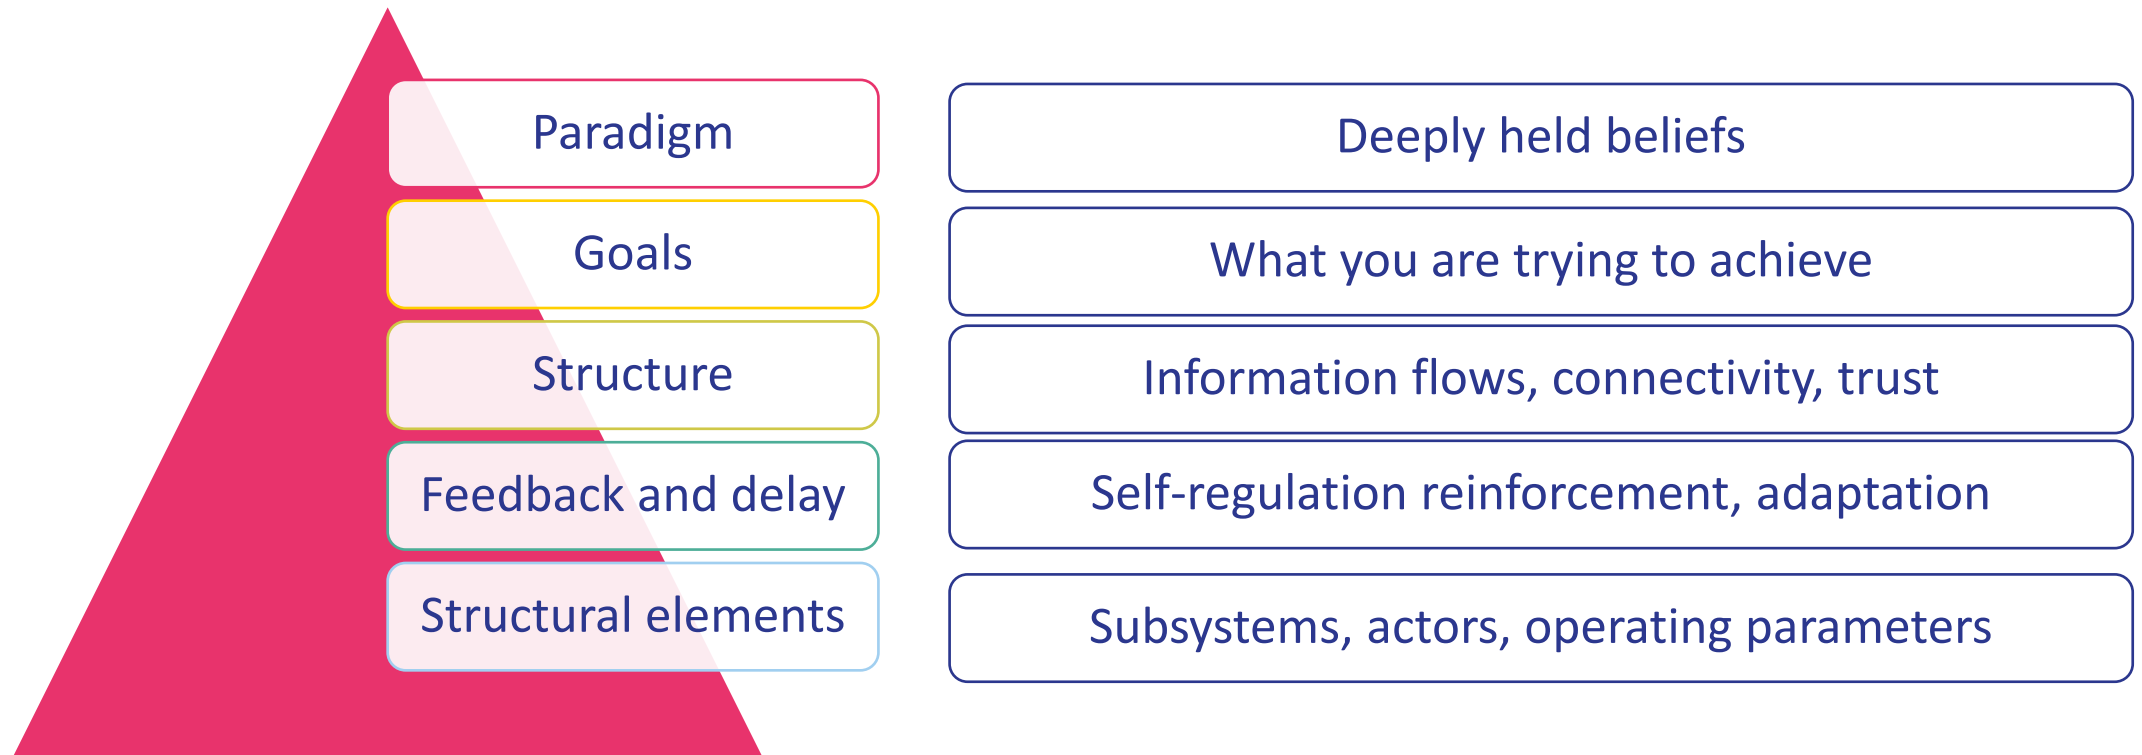 Paradigm
Deeply held beliefs
Goals
What you are trying to achieve
Structure
Information flows, connectivity, trust
Feedback and delay
Self-regulation reinforcement, adaptation
Structural elements
Subsystems, actors, operating parameters